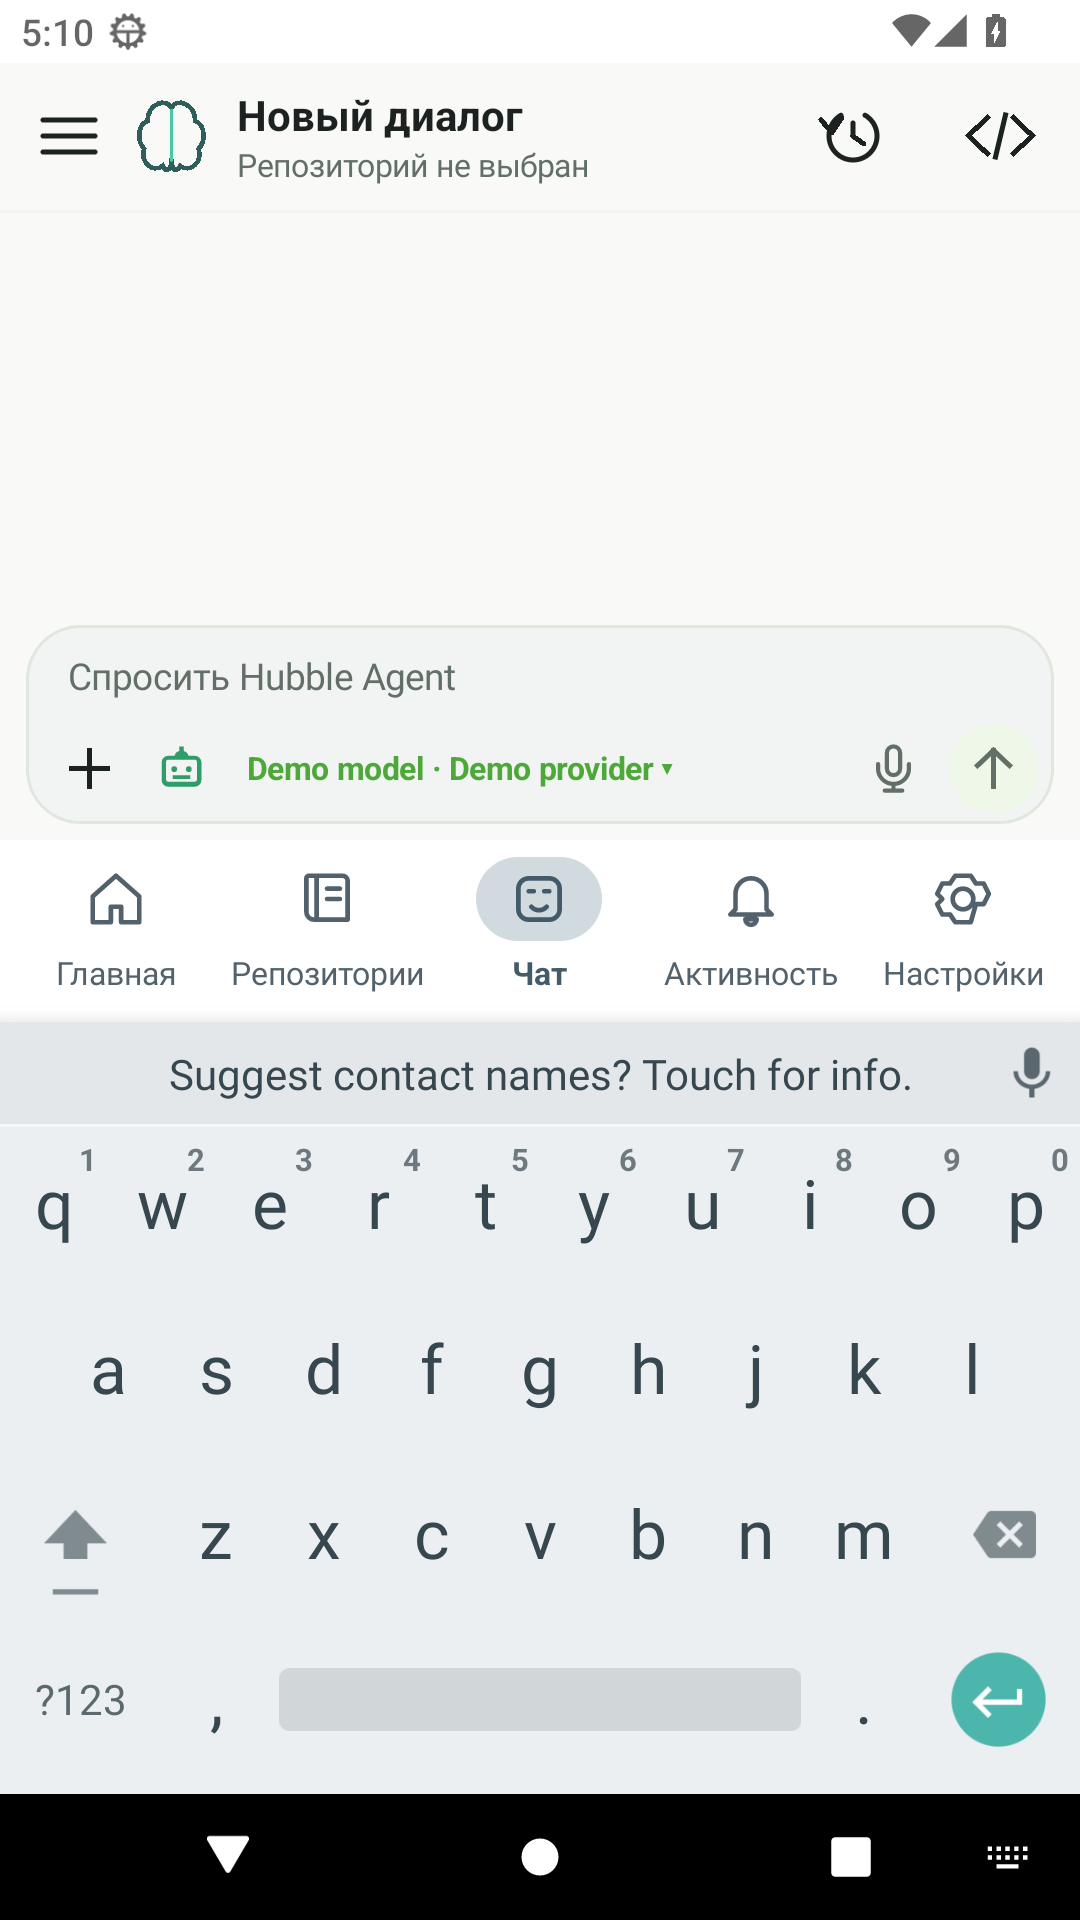 5:10
Новый диалог
Репозиторий не выбран
Спросить Hubble Agent
Demo model · Demo provider ▾
Главная Репозитории Чат Активность Настройки
Suggest contact names? Touch for info.
1 2 3 4 5 6 7 8 9 0
q w e r t y u i o p
a s d f g h j k l
z x c v b n m
?123 , .